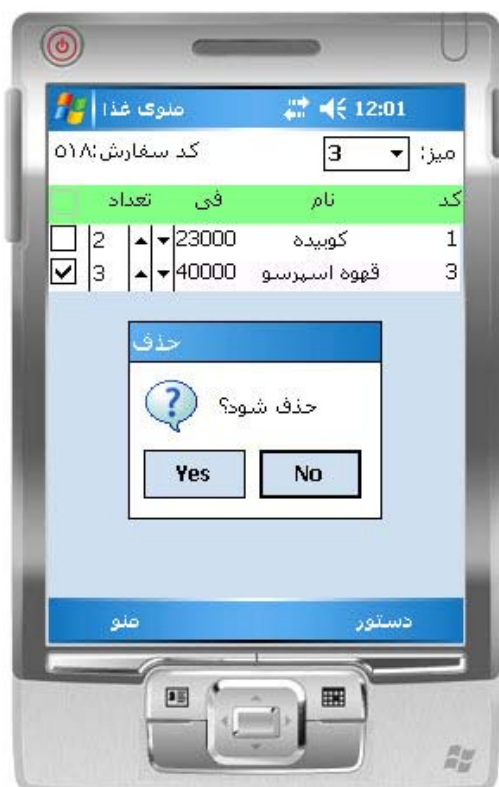 منوی غذا 12:01
میز: 3 کد سفارش:۵۱۸
کد نام فی تعداد
1 کوبیده 23000 2
3 قهوه اسپرسو 40000 3
حذف
حذف شود؟
Yes No
دستور منو